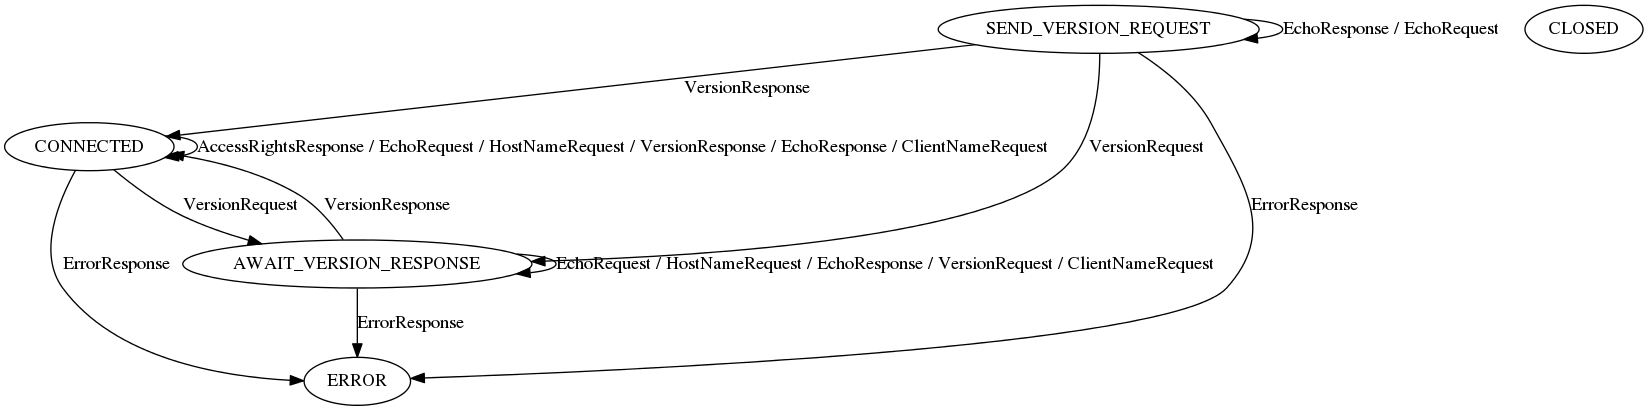 SEND_VERSION_REQUEST
EchoResponse / EchoRequest
CLOSED
VersionResponse
CONNECTED
AccessRightsResponse / EchoRequest / HostNameRequest / VersionResponse / EchoResponse / ClientNameRequest
VersionRequest
VersionRequest
VersionResponse
ErrorResponse
ErrorResponse
AWAIT_VERSION_RESPONSE
EchoRequest / HostNameRequest / EchoResponse / VersionRequest / ClientNameRequest
ErrorResponse
ERROR